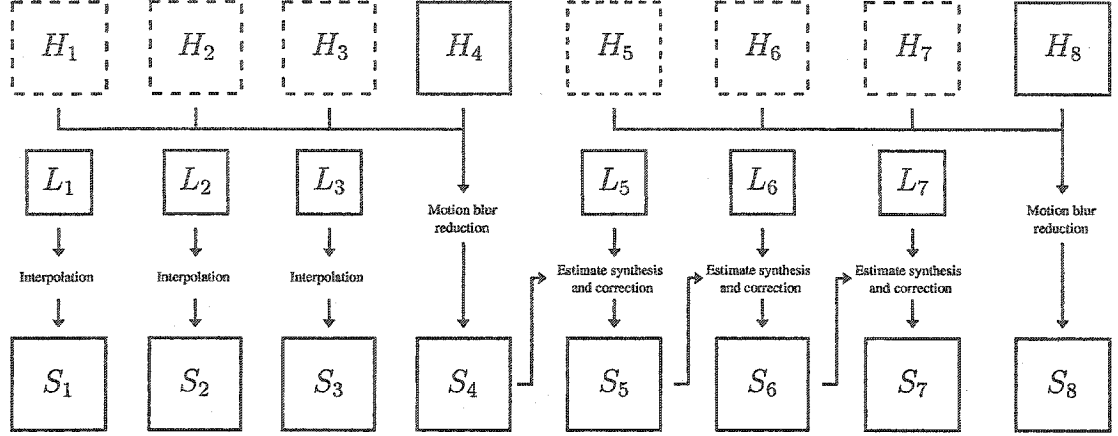 H₁ H₂ H₃ H₄ H₅ H₆ H₇ H₈
L₁ L₂ L₃ L₅ L₆ L₇
Motion blur
reduction
Motion blur
reduction
Interpolation
Interpolation
Interpolation
Estimate synthesis
and correction
Estimate synthesis
and correction
Estimate synthesis
and correction
S₁ S₂ S₃ S₄ S₅ S₆ S₇ S₈